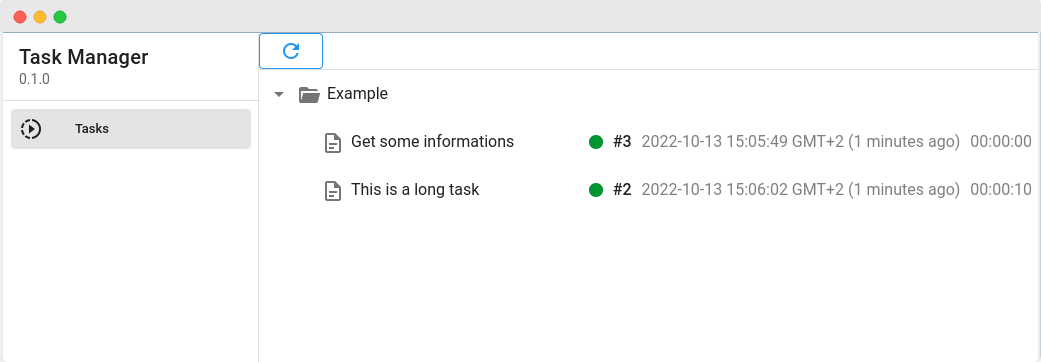 Task Manager
0.1.0
Tasks
Example
Get some informations #3 2022-10-13 15:05:49 GMT+2 (1 minutes ago) 00:00:00
This is a long task #2 2022-10-13 15:06:02 GMT+2 (1 minutes ago) 00:00:10